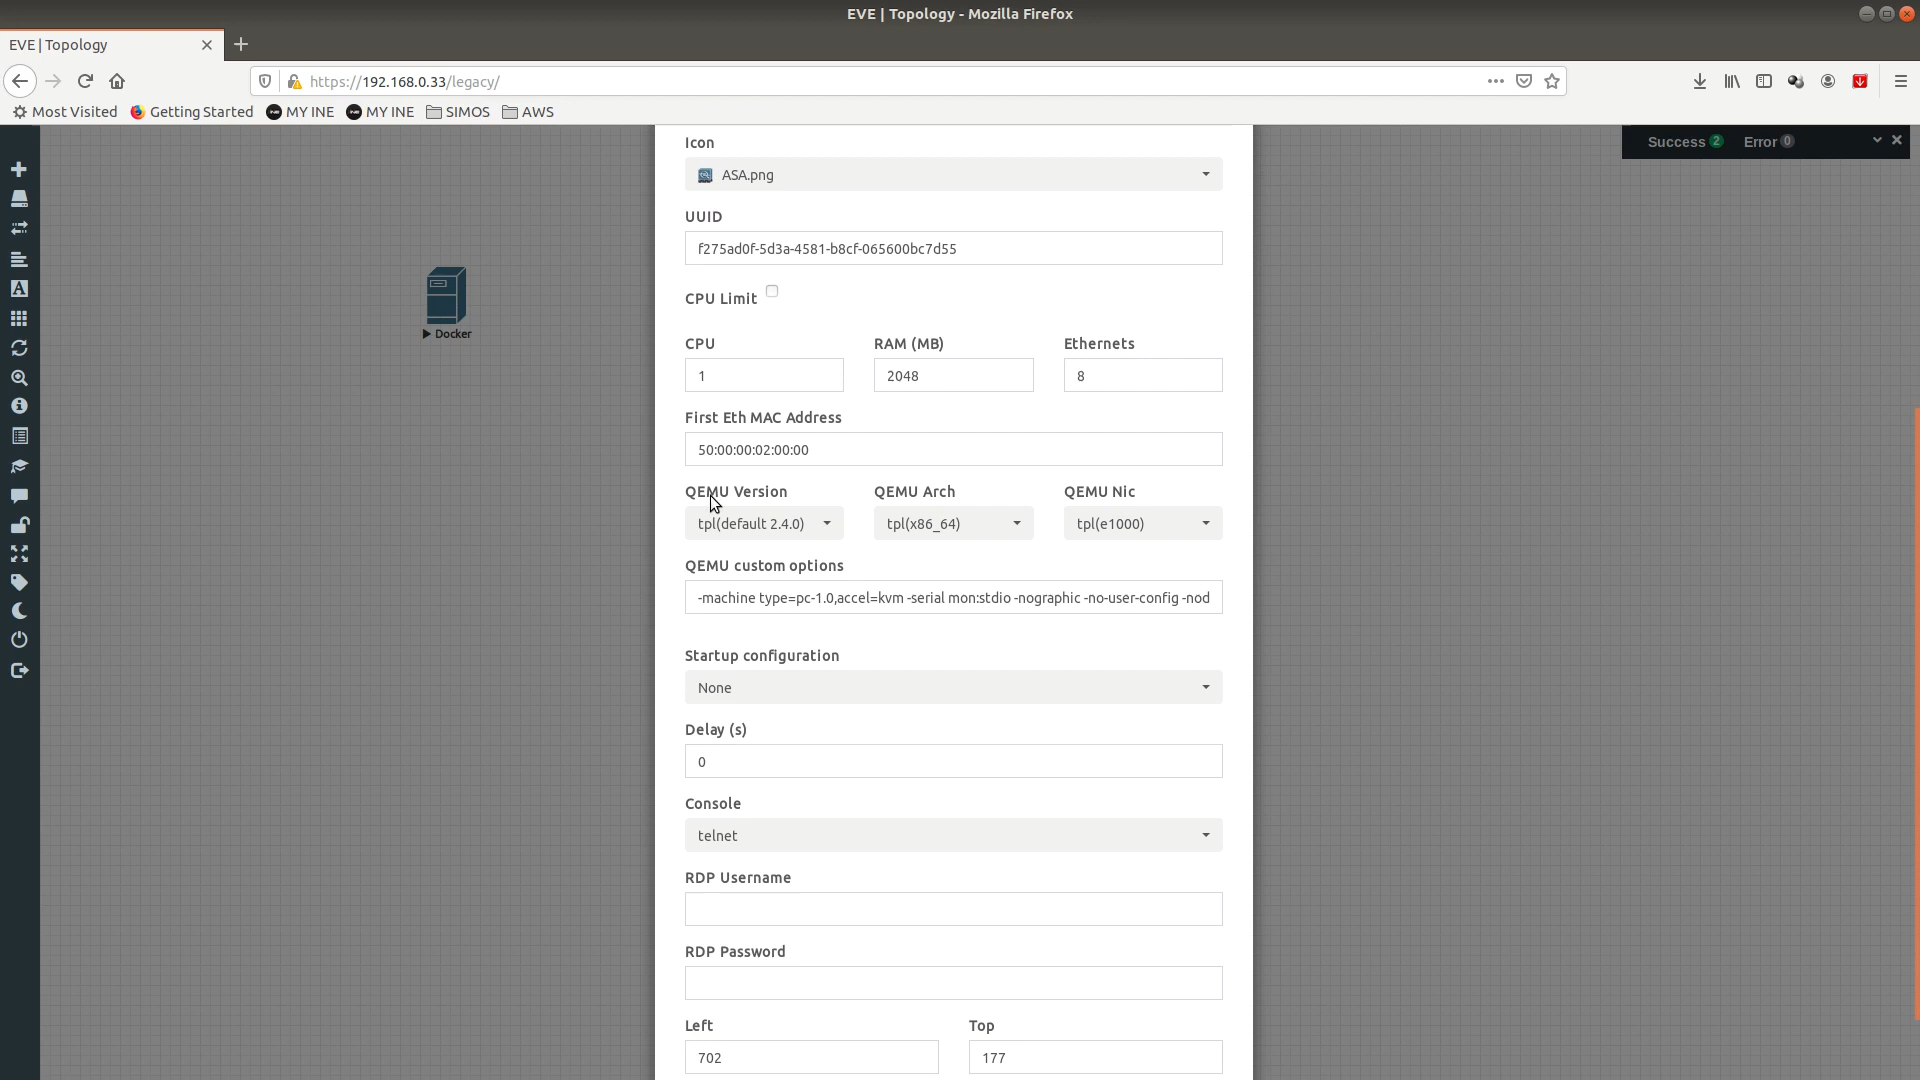 EVE | Topology - Mozilla Firefox
EVE | Topology
https://192.168.0.33/legacy/
Most Visited Getting Started MY INE MY INE SIMOS AWS
Success 2 Error 0
Icon
ASA.png
UUID
f275ad0f-5d3a-4581-b8cf-065600bc7d55
CPU Limit
CPU RAM (MB) Ethernets
1 2048 8
First Eth MAC Address
50:00:00:02:00:00
QEMU Version QEMU Arch QEMU Nic
tpl(default 2.4.0) tpl(x86_64) tpl(e1000)
QEMU custom options
-machine type=pc-1.0,accel=kvm -serial mon:stdio -nographic -no-user-config -nod
Startup configuration
None
Delay (s)
0
Console
telnet
RDP Username
RDP Password
Left Top
702 177
Docker